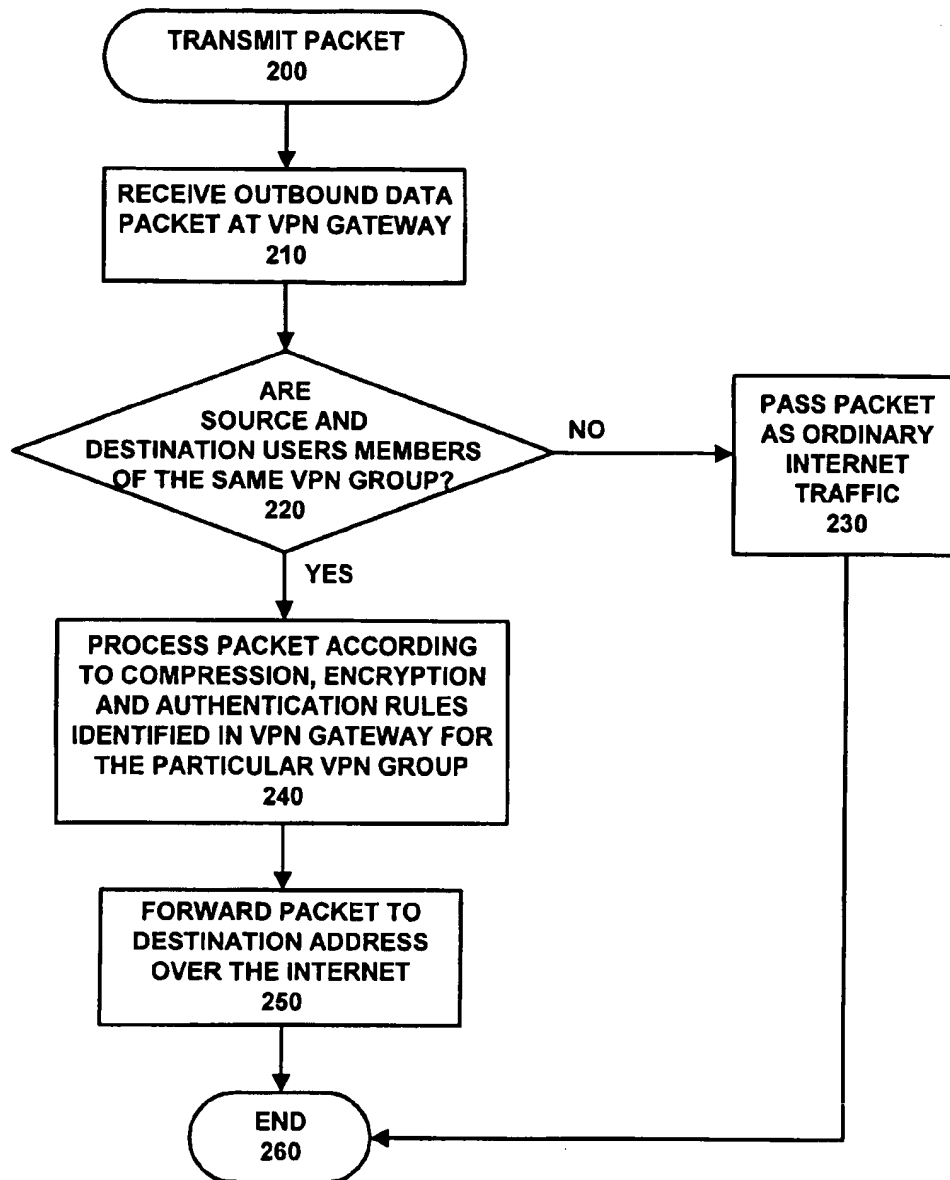 TRANSMIT PACKET
200
RECEIVE OUTBOUND DATA
PACKET AT VPN GATEWAY
210
ARE
SOURCE AND
DESTINATION USERS MEMBERS
OF THE SAME VPN GROUP?
220
NO
PASS PACKET
AS ORDINARY
INTERNET
TRAFFIC
230
YES
PROCESS PACKET ACCORDING
TO COMPRESSION, ENCRYPTION
AND AUTHENTICATION RULES
IDENTIFIED IN VPN GATEWAY FOR
THE PARTICULAR VPN GROUP
240
FORWARD PACKET TO
DESTINATION ADDRESS
OVER THE INTERNET
250
END
260